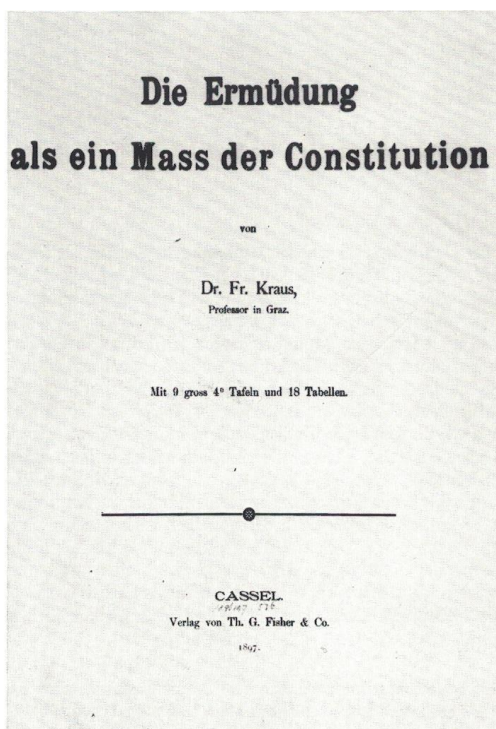 Die Ermüdung
als ein Mass der Constitution
von
Dr. Fr. Kraus,
Professor in Graz.
Mit 9 gross 4° Tafeln und 18 Tabellen.
CASSEL.
Verlag von Th. G. Fisher & Co.
1897.